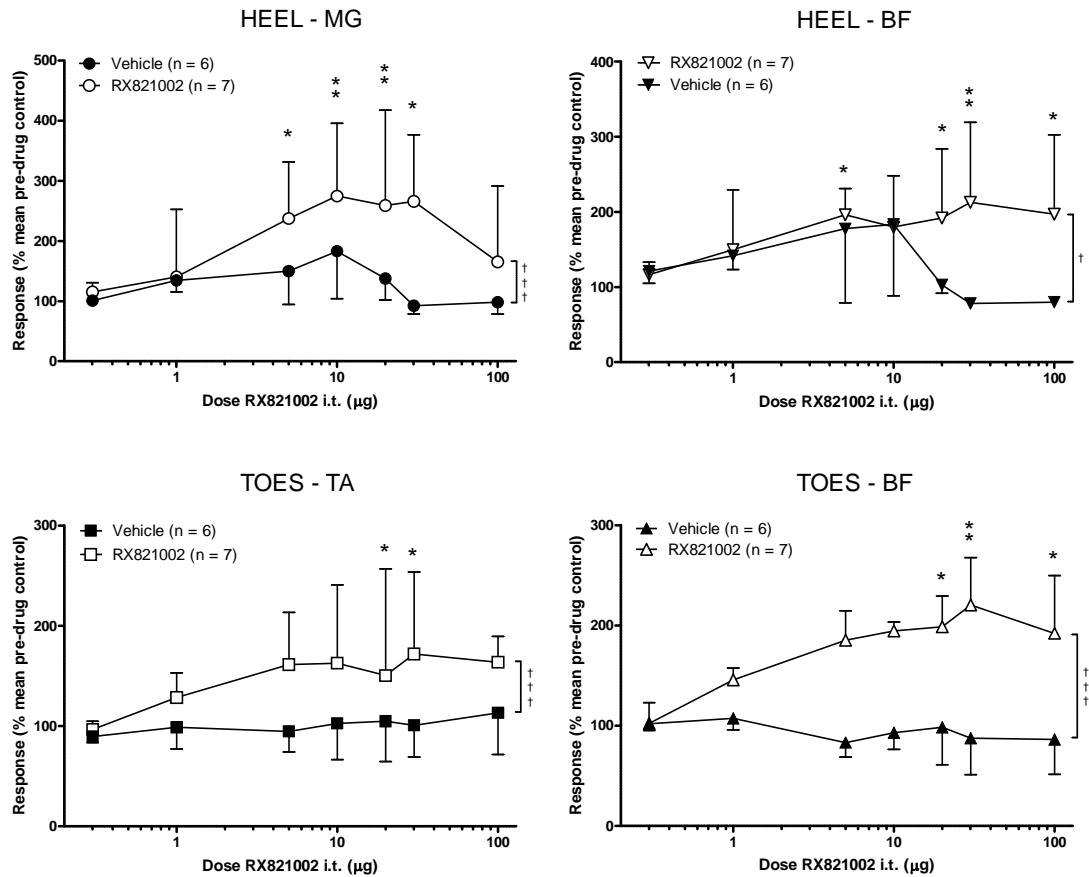 HEEL - MG
Response (% mean pre-drug control)
500
400
300
200
100
0
Vehicle (n = 6)
RX821002 (n = 7)
*
*
*
*
*
*
†
†
†
1
10
100
Dose RX821002 i.t. (µg)
HEEL - BF
Response (% mean pre-drug control)
400
300
200
100
0
RX821002 (n = 7)
Vehicle (n = 6)
*
*
*
*
*
†
1
10
100
Dose RX821002 i.t. (µg)
TOES - TA
Response (% mean pre-drug control)
300
200
100
0
Vehicle (n = 6)
RX821002 (n = 7)
*
*
†
†
†
1
10
100
Dose RX821002 i.t. (µg)
TOES - BF
Response (% mean pre-drug control)
300
200
100
0
Vehicle (n = 6)
RX821002 (n = 7)
*
*
*
*
†
†
†
1
10
100
Dose RX821002 i.t. (µg)